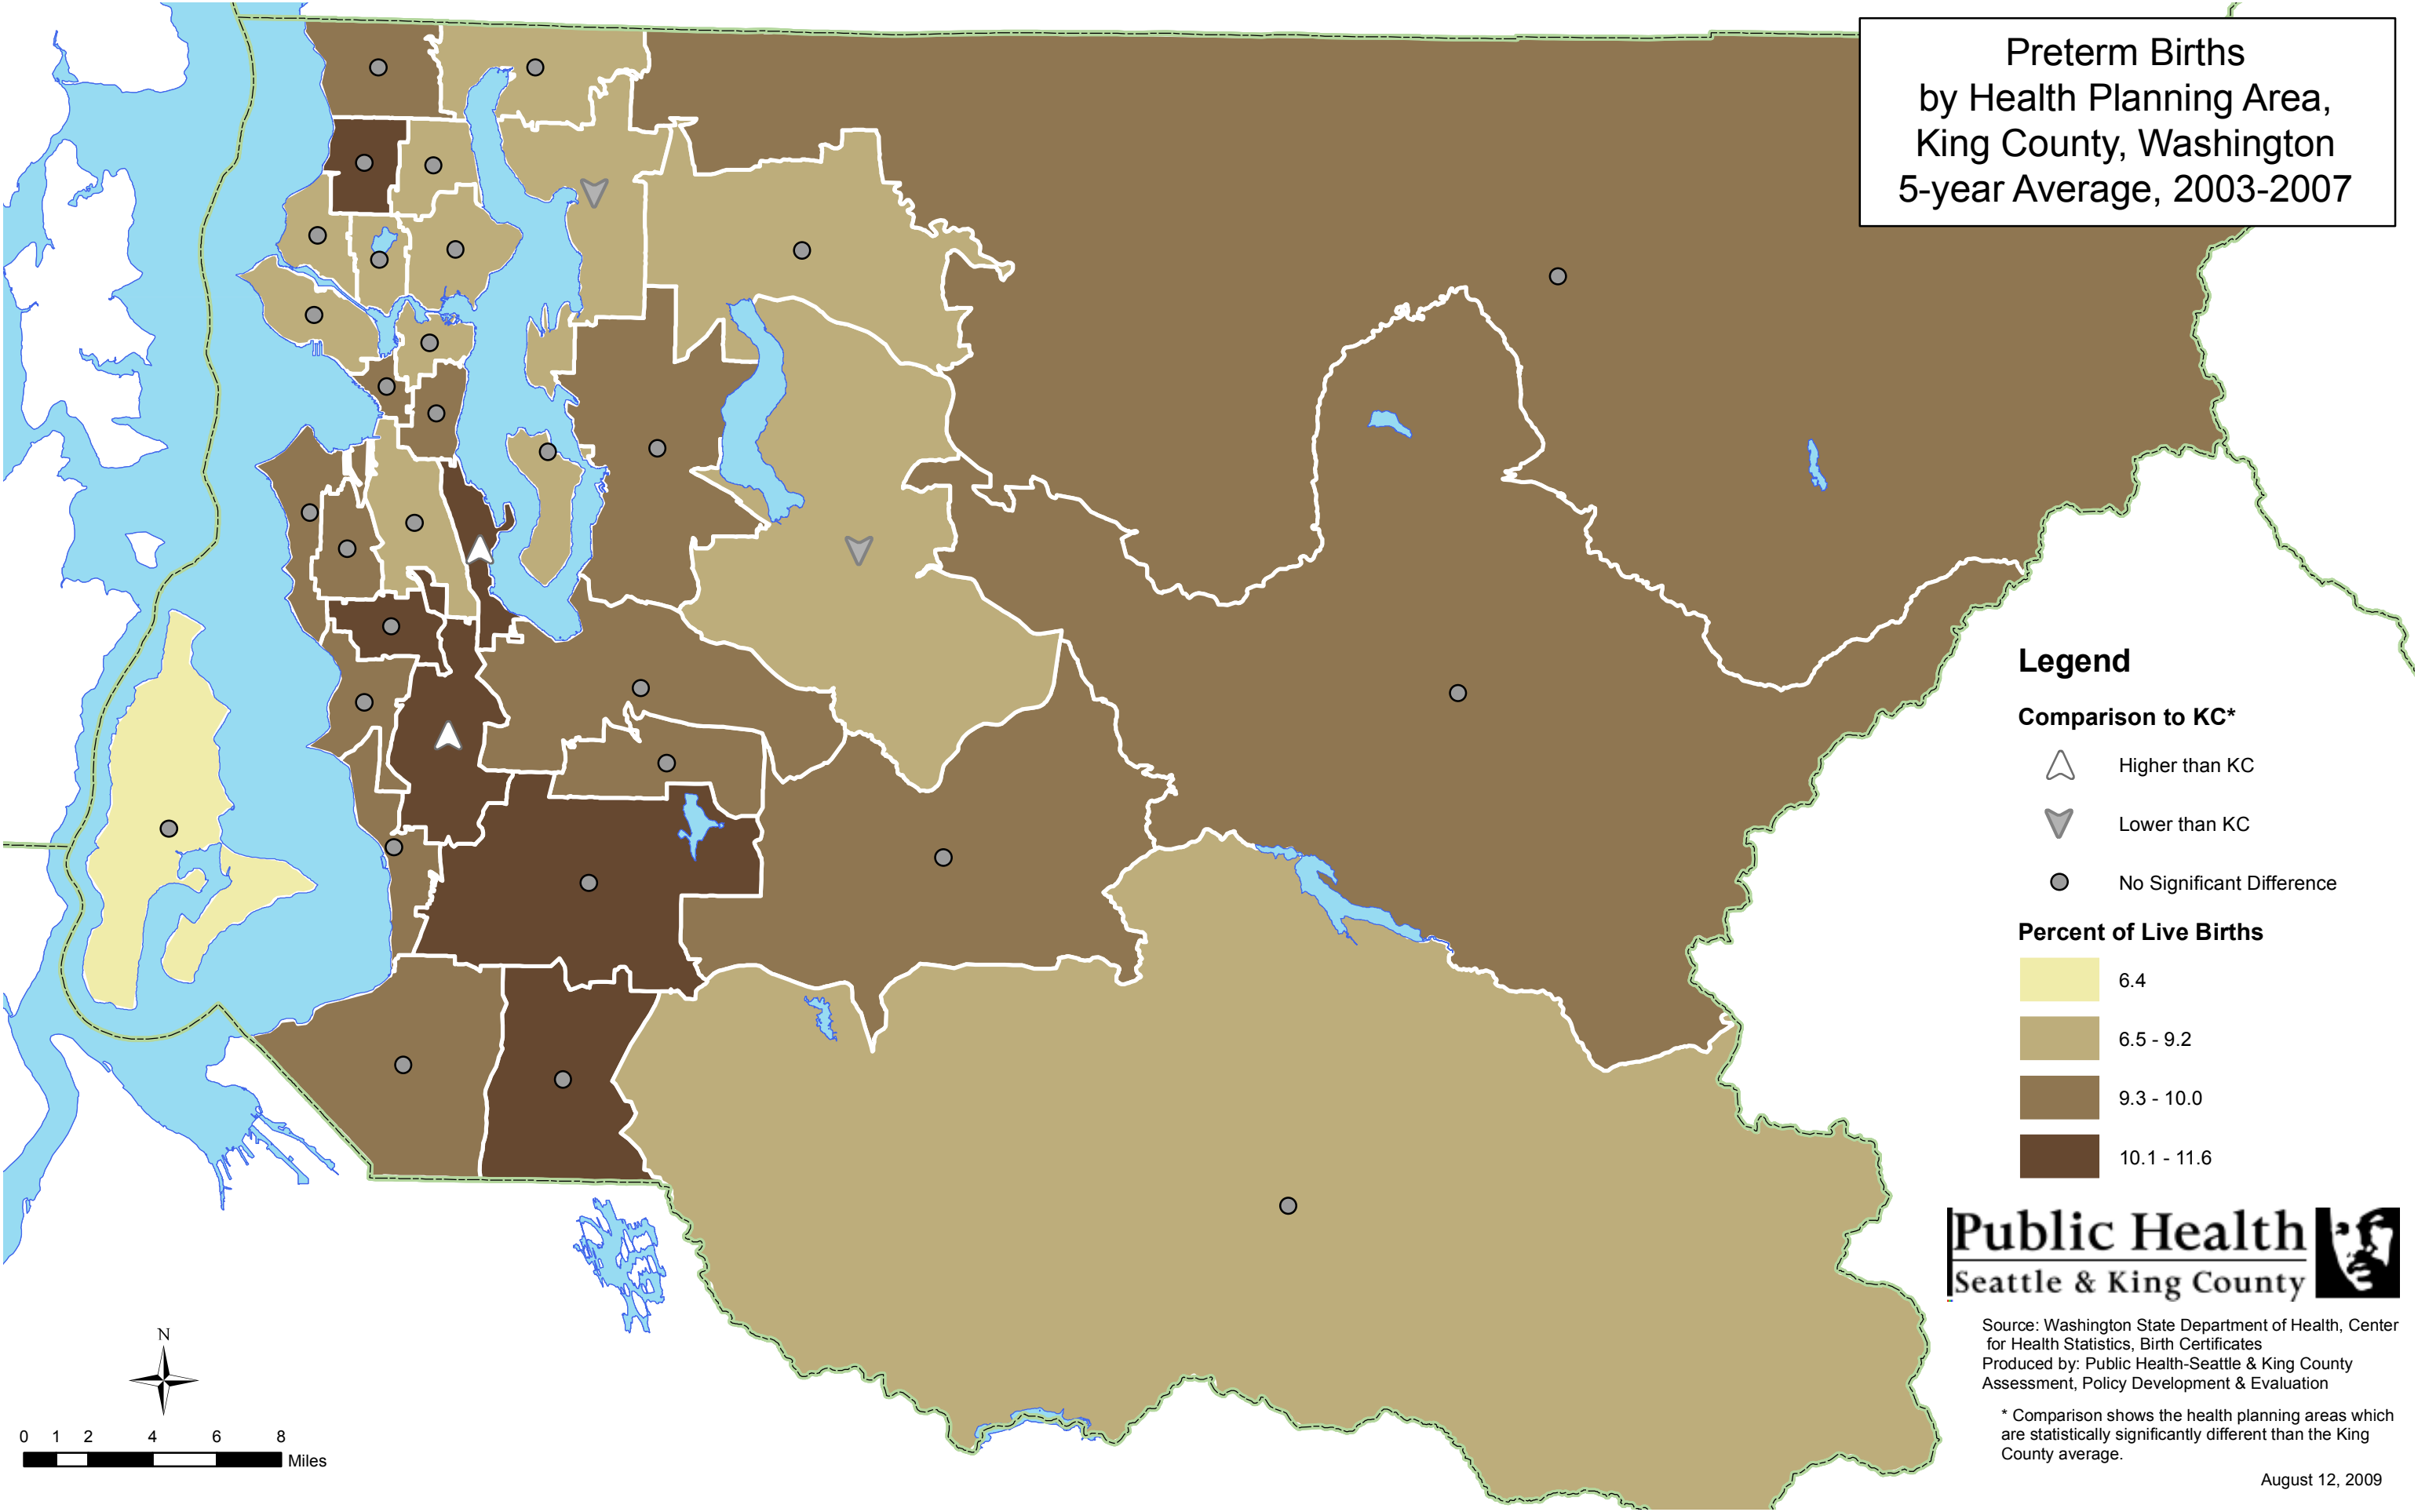 Preterm Births
by Health Planning Area,
King County, Washington
5-year Average, 2003-2007
Legend
Comparison to KC*
Higher than KC
Lower than KC
No Significant Difference
Percent of Live Births
6.4
6.5 - 9.2
9.3 - 10.0
10.1 - 11.6
Public Health
Seattle & King County
Source: Washington State Department of Health, Center
for Health Statistics, Birth Certificates
Produced by: Public Health-Seattle & King County
Assessment, Policy Development & Evaluation
* Comparison shows the health planning areas which
are statistically significantly different than the King
County average.
August 12, 2009
N
0 1 2 4 6 8
Miles